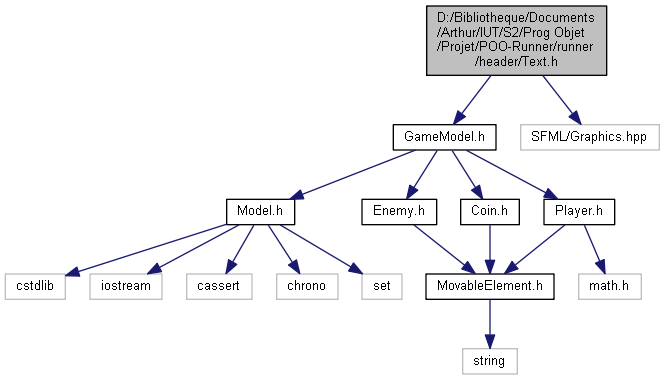 D:/Bibliotheque/Documents
/Arthur/IUT/S2/Prog Objet
/Projet/POO-Runner/runner
/header/Text.h
GameModel.h
SFML/Graphics.hpp
Model.h
Enemy.h
Coin.h
Player.h
cstdlib
iostream
cassert
chrono
set
MovableElement.h
math.h
string